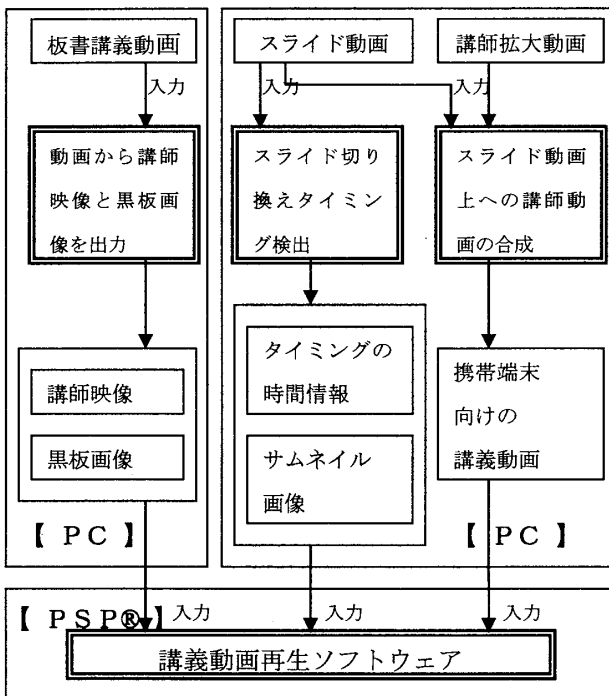 板書講義動画
スライド動画
講師拡大動画
入力
入力
入力
動画から講師
映像と黒板画
像を出力
スライド切り
換えタイミン
グ検出
スライド動画
上への講師動
画の合成
講師映像
黒板画像
タイミングの
時間情報
サムネイル
画像
携帯端末
向けの
講義動画
【 PC 】
【 PC 】
【 PSP® 】
入力
入力
入力
講義動画再生ソフトウェア